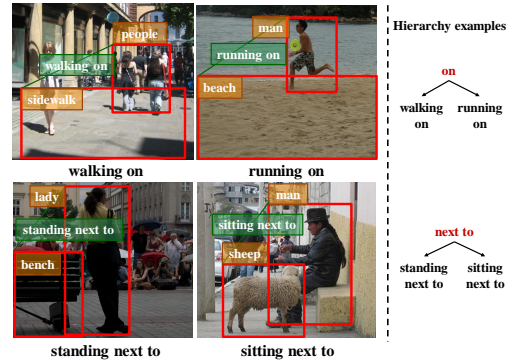 people
walking on
sidewalk
man
running on
beach
walking on
running on
lady
standing next to
bench
man
sitting next to
sheep
standing next to
sitting next to
Hierarchy examples
on
walking
on
running
on
next to
standing
next to
sitting
next to